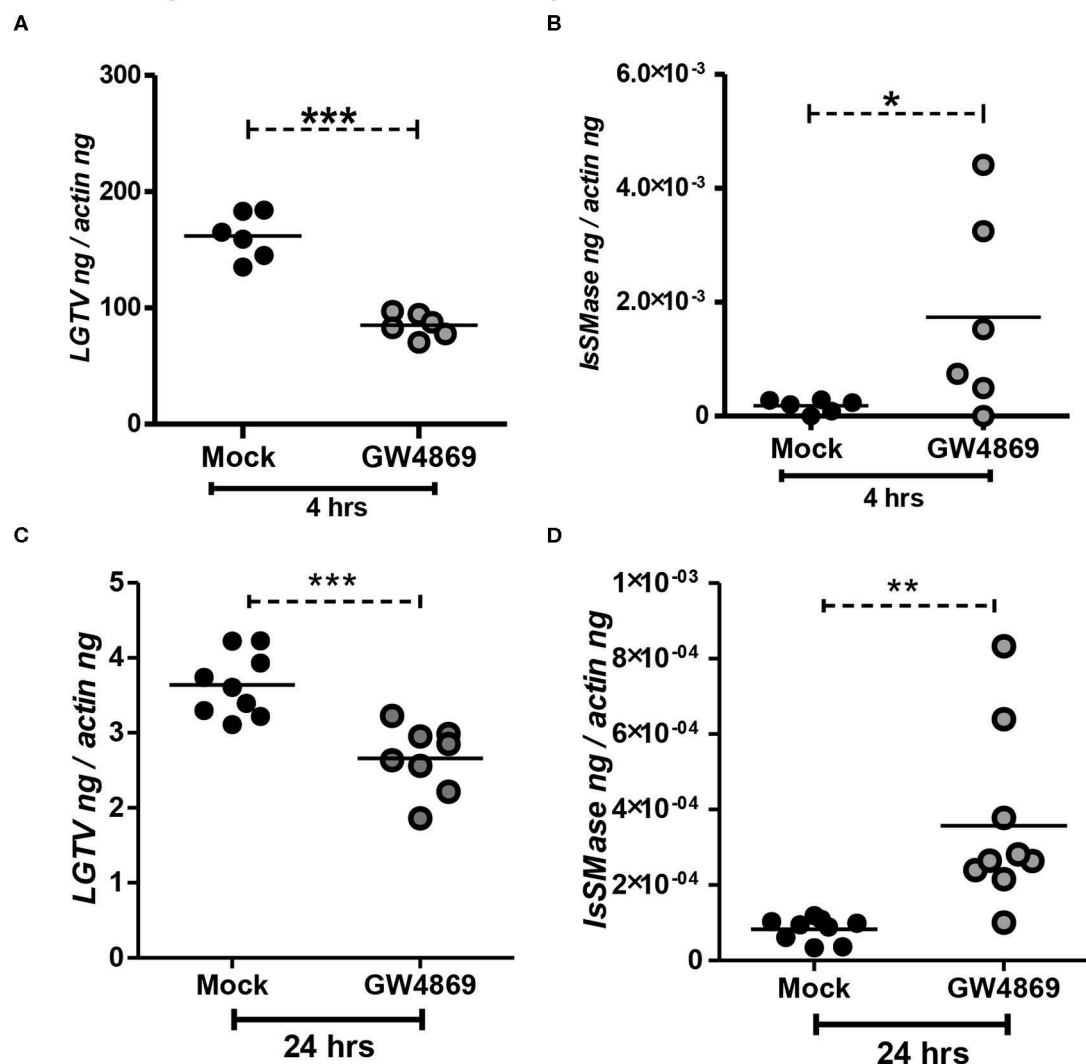 A
LGTV ng / actin ng
300
200
100
0
***
Mock
GW4869
4 hrs
B
IsSMase ng / actin ng
6.0×10-3
4.0×10-3
2.0×10-3
0
*
Mock
GW4869
4 hrs
C
LGTV ng / actin ng
5
4
3
2
1
0
***
Mock
GW4869
24 hrs
D
IsSMase ng / actin ng
1×10-03
8×10-04
6×10-04
4×10-04
2×10-04
0
**
Mock
GW4869
24 hrs